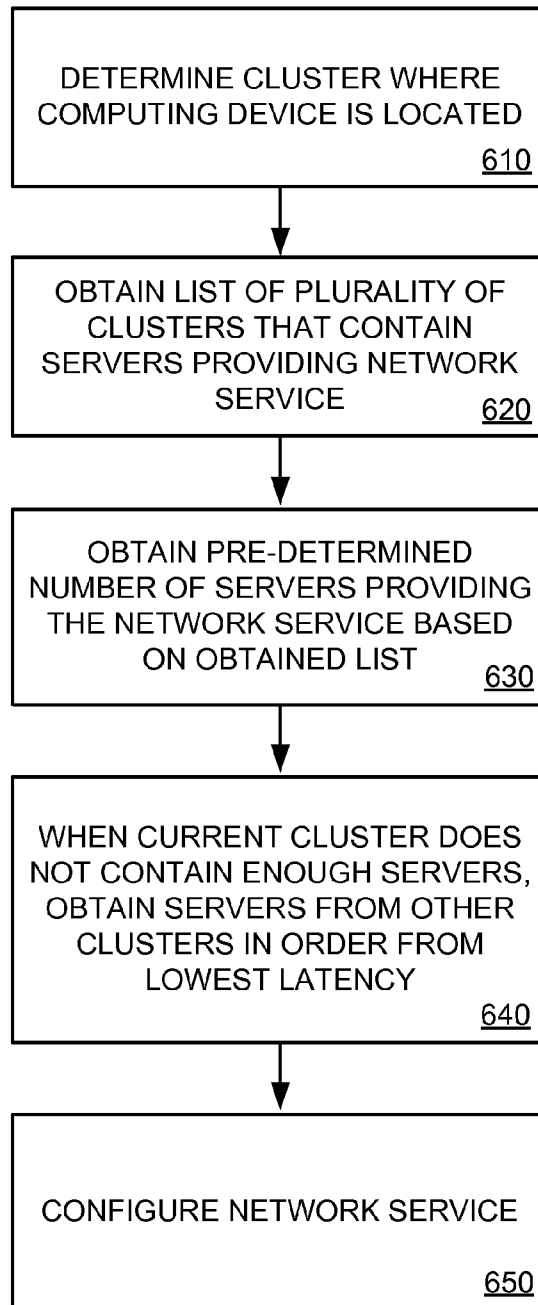 DETERMINE CLUSTER WHERE
COMPUTING DEVICE IS LOCATED
610
OBTAIN LIST OF PLURALITY OF
CLUSTERS THAT CONTAIN
SERVERS PROVIDING NETWORK
SERVICE
620
OBTAIN PRE-DETERMINED
NUMBER OF SERVERS PROVIDING
THE NETWORK SERVICE BASED
ON OBTAINED LIST
630
WHEN CURRENT CLUSTER DOES
NOT CONTAIN ENOUGH SERVERS,
OBTAIN SERVERS FROM OTHER
CLUSTERS IN ORDER FROM
LOWEST LATENCY
640
CONFIGURE NETWORK SERVICE
650